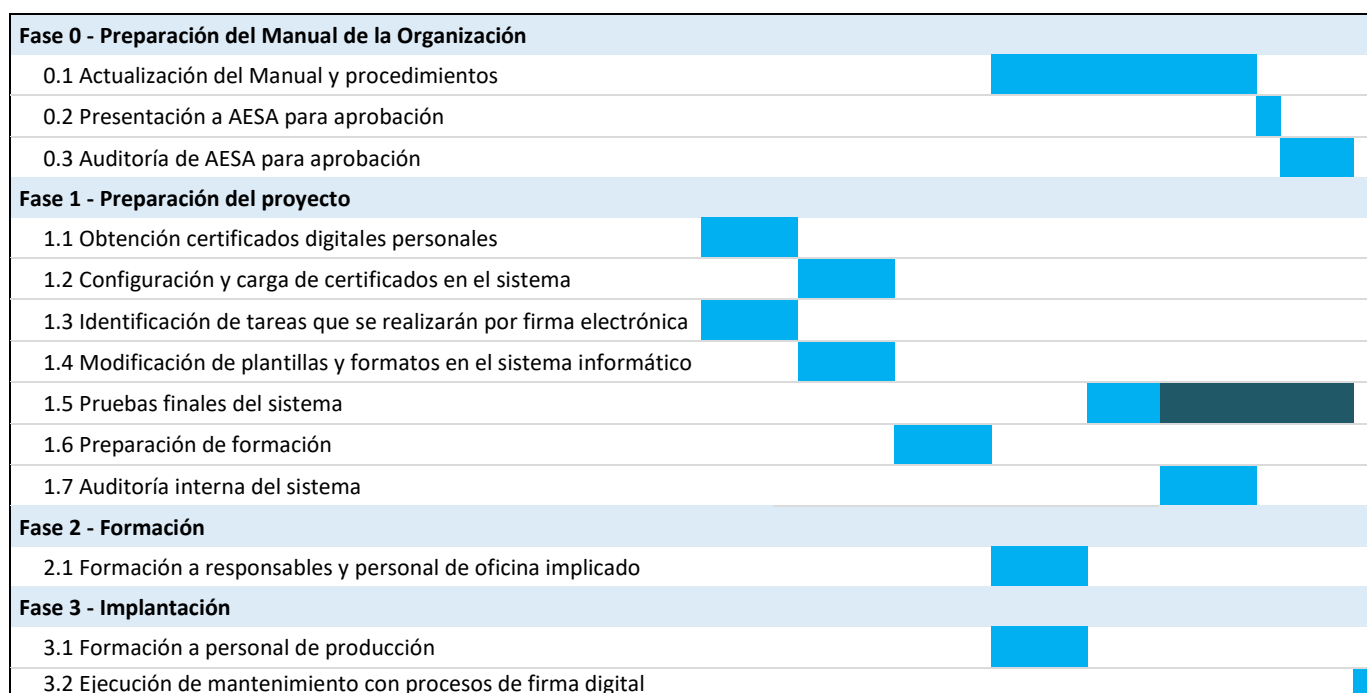 Fase 0 - Preparación del Manual de la Organización
0.1 Actualización del Manual y procedimientos
0.2 Presentación a AESA para aprobación
0.3 Auditoría de AESA para aprobación
Fase 1 - Preparación del proyecto
1.1 Obtención certificados digitales personales
1.2 Configuración y carga de certificados en el sistema
1.3 Identificación de tareas que se realizarán por firma electrónica
1.4 Modificación de plantillas y formatos en el sistema informático
1.5 Pruebas finales del sistema
1.6 Preparación de formación
1.7 Auditoría interna del sistema
Fase 2 - Formación
2.1 Formación a responsables y personal de oficina implicado
Fase 3 - Implantación
3.1 Formación a personal de producción
3.2 Ejecución de mantenimiento con procesos de firma digital